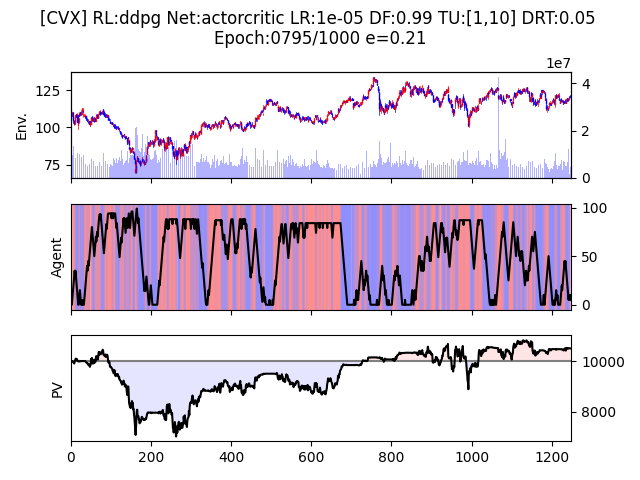 [CVX] RL:ddpg Net:actorcritic LR:1e-05 DF:0.99 TU:[1,10] DRT:0.05
Epoch:0795/1000 e=0.21
1e7
125
100
75
Env.
4
2
0
Agent
100
50
0
PV
10000
8000
0 200 400 600 800 1000 1200